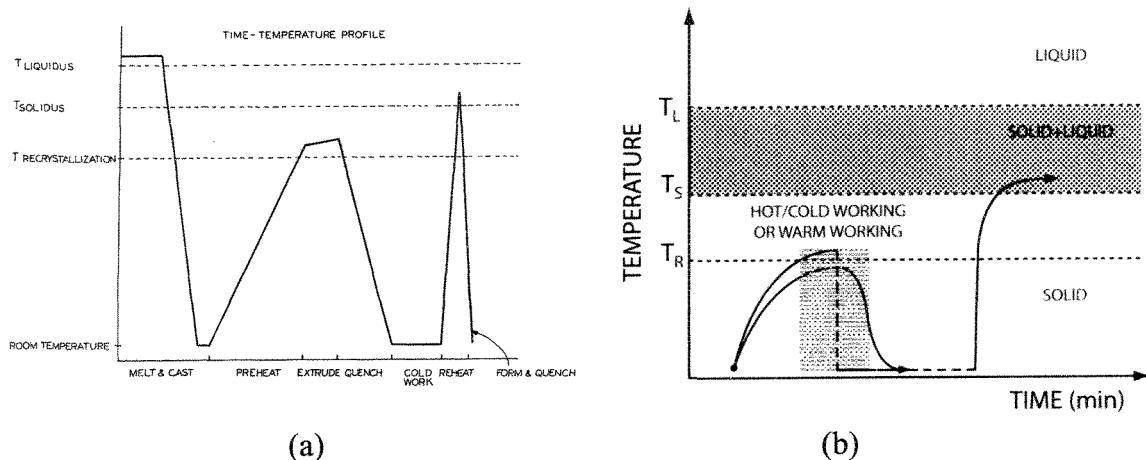 TIME-TEMPERATURE PROFILE
T LIQUIDUS
TSOLIDUS
T RECRYSTALLIZATION
ROOM TEMPERATURE
MELT & CAST PREHEAT EXTRUDE QUENCH COLD WORK REHEAT FORM & QUENCH
(a)
TEMPERATURE
LIQUID
TL
SOLID+LIQUID
TS
HOT/COLD WORKING
OR WARM WORKING
TR
SOLID
TIME (min)
(b)